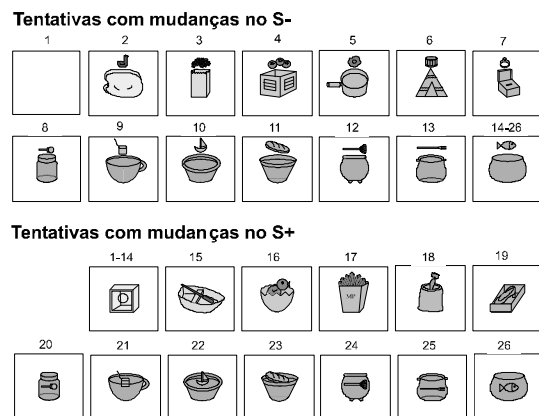 Tentativas com mudanças no S-
1 2 3 4 5 6 7
8 9 10 11 12 13 14-26
Tentativas com mudanças no S+
1-14 15 16 17 18 19
20 21 22 23 24 25 26